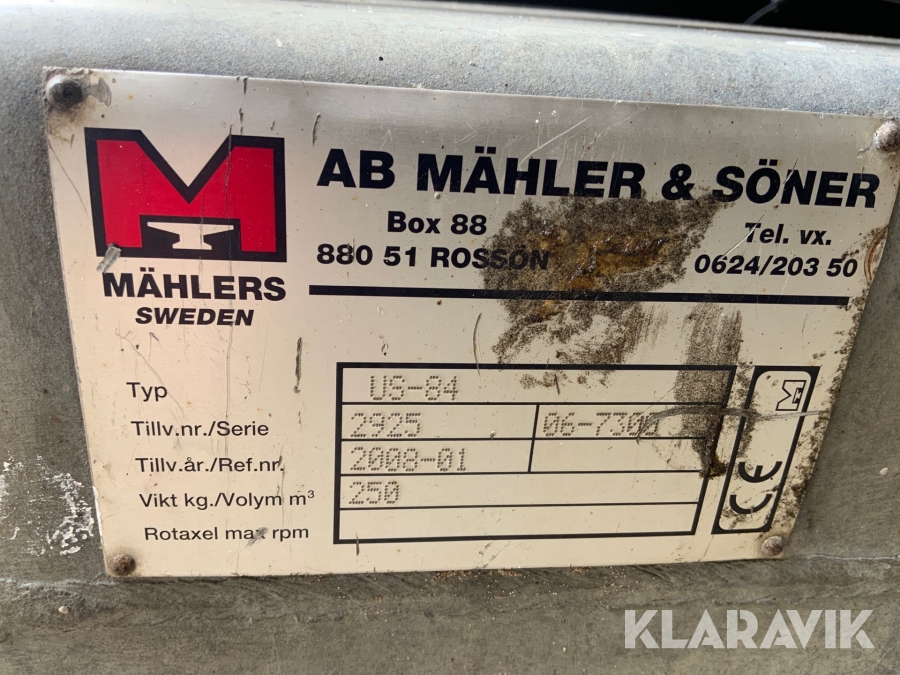 AB MÄHLER & SÖNER
Box 88
880 51 ROSSÖN
Tel. vx.
0624/203 50
MÄHLERS
SWEDEN
Typ US-84
Tillv.nr./Serie 2925
Tillv.år./Ref.nr. 2008-01
Vikt kg./Volym m³ 250
Rotaxel max rpm
CE
KLARAVIK